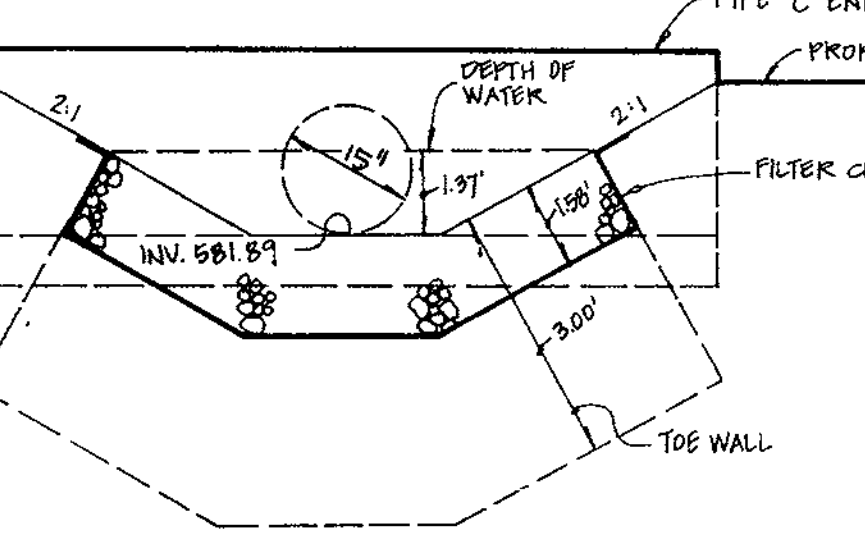 TYPE "C"
PROP
DEPTH OF
WATER
2:1
2:1
15"
1.37'
1.58'
FILTER
INV. 581.89
3.00'
TOE WALL